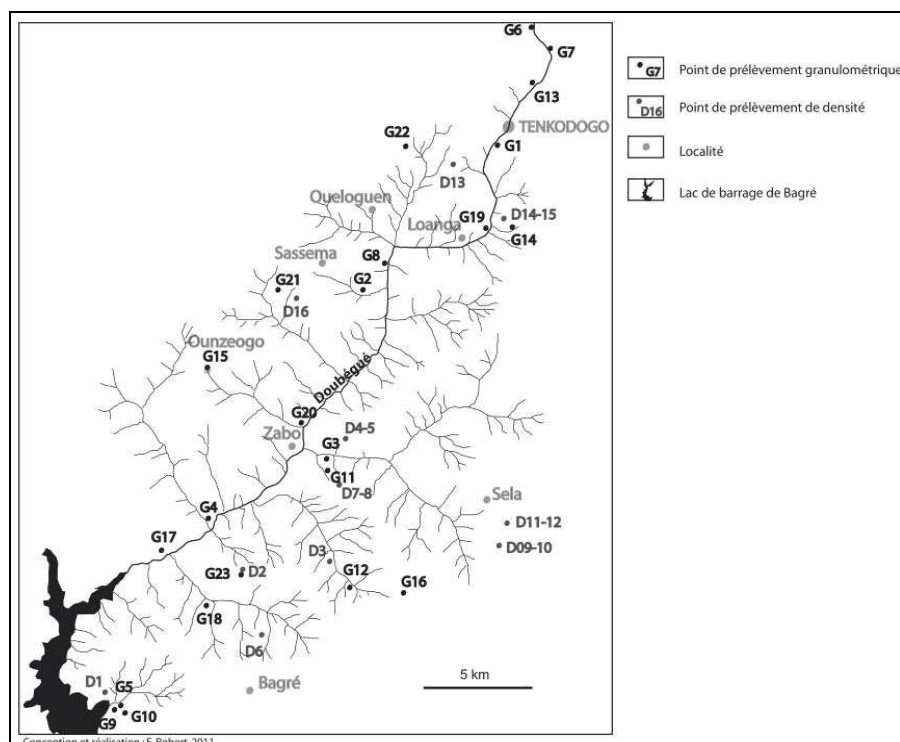 G6
G7
G7
Point de prélèvement granulométrique
G13
D16
Point de prélèvement de densité
TENKODOGO
G22
G1
Localité
D13
Queloguen
Lac de barrage de Bagré
G19
D14-15
Loanga
G14
Sassema
G8
G21
G2
D16
Ounzeogo
G15
Doubégué
G20
Zabo
D4-5
G3
G11
D7-8
Sela
G4
D11-12
G17
D3
D09-10
G23
D2
G12
G16
G18
D6
5 km
D1
G5
Bagré
G9
G10
Conception et réalisation : E. Robert, 2011